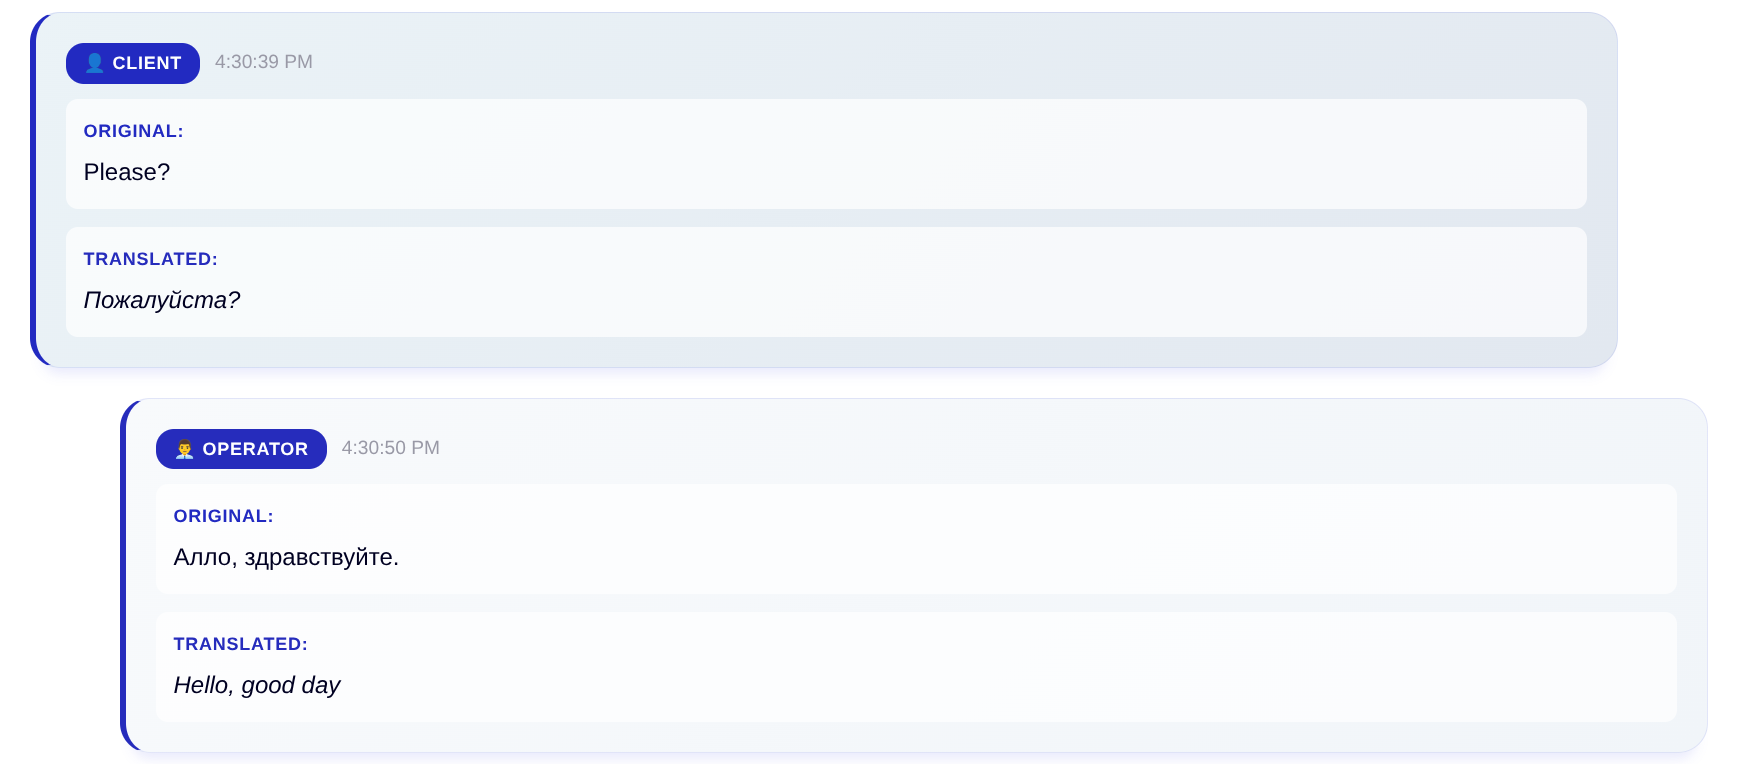 CLIENT 4:30:39 PM
ORIGINAL:
Please?
TRANSLATED:
Пожалуйста?
OPERATOR 4:30:50 PM
ORIGINAL:
Алло, здравствуйте.
TRANSLATED:
Hello, good day